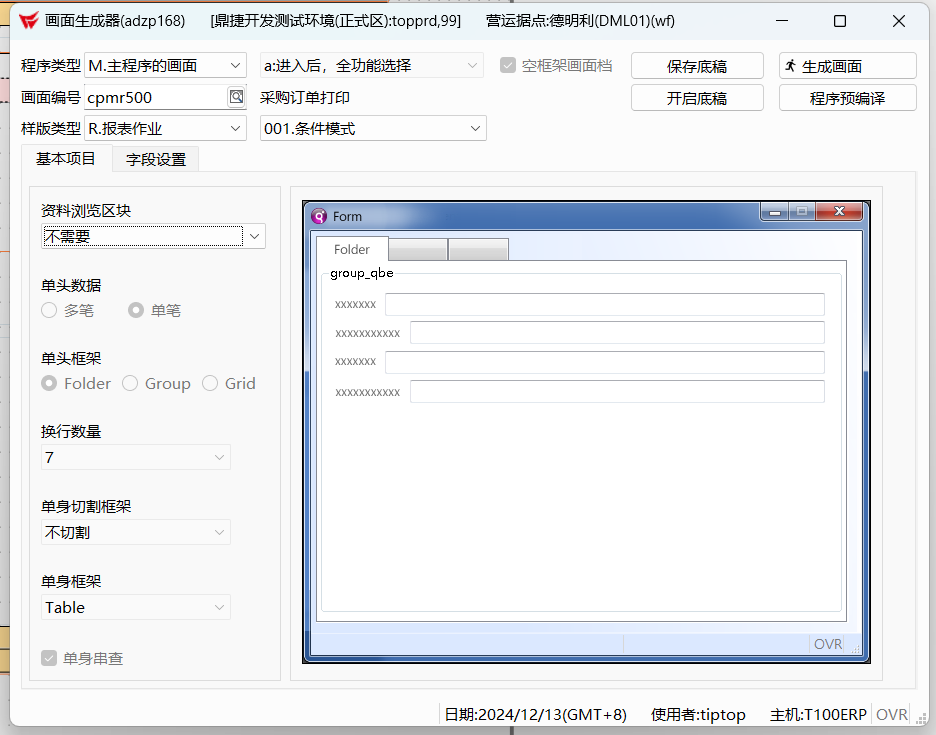 画面生成器(adzp168) [鼎捷开发测试环境(正式区):topprd,99] 营运据点:德明利(DML01)(wf)
程序类型 M.主程序的画面 a:进入后，全功能选择 空框架画面档 保存底稿 生成画面
画面编号 cpmr500 采购订单打印 开启底稿 程序预编译
样版类型 R.报表作业 001.条件模式
基本项目 字段设置
资料浏览区块
不需要
单头数据
多笔 单笔
单头框架
Folder Group Grid
换行数量
7
单身切割框架
不切割
单身框架
Table
单身串查
Form
Folder
group_qbe
xxxxxxx
xxxxxxxxxxx
xxxxxxx
xxxxxxxxxxx
OVR
日期:2024/12/13(GMT+8) 使用者:tiptop 主机:T100ERP OVR